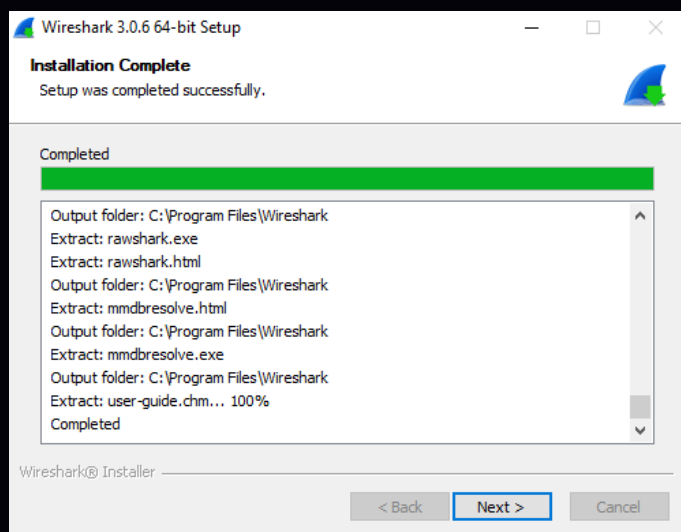 Wireshark 3.0.6 64-bit Setup
Installation Complete
Setup was completed successfully.
Completed
Output folder: C:\Program Files\Wireshark
Extract: rawshark.exe
Extract: rawshark.html
Output folder: C:\Program Files\Wireshark
Extract: mmdbresolve.html
Output folder: C:\Program Files\Wireshark
Extract: mmdbresolve.exe
Output folder: C:\Program Files\Wireshark
Extract: user-guide.chm... 100%
Completed
Wireshark® Installer
< Back Next > Cancel